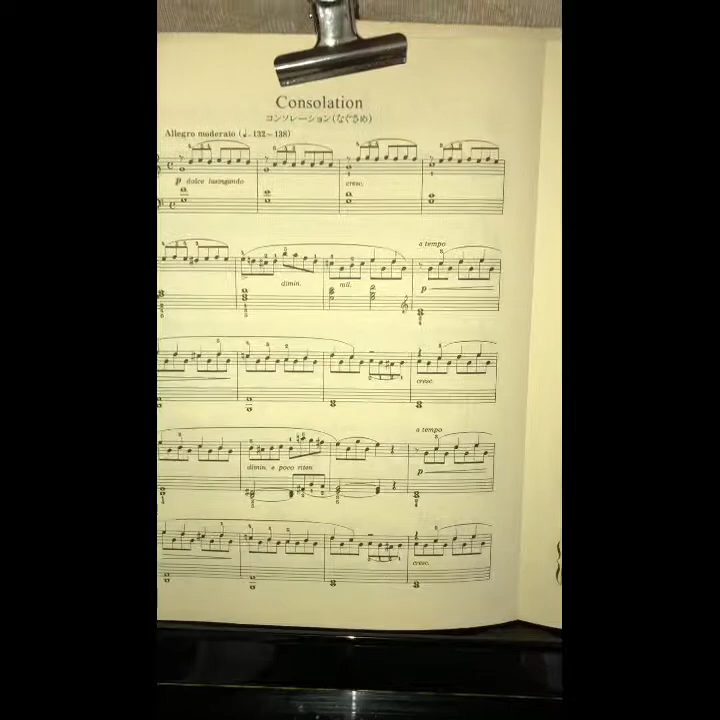 Consolation
コンソレーション(なぐさめ)
Allegro moderato (♩. 132~138)
p dolce lusingando
cresc.
a tempo
dimin.
p
cresc.
a tempo
dimin. e poco riten
p
cresc.